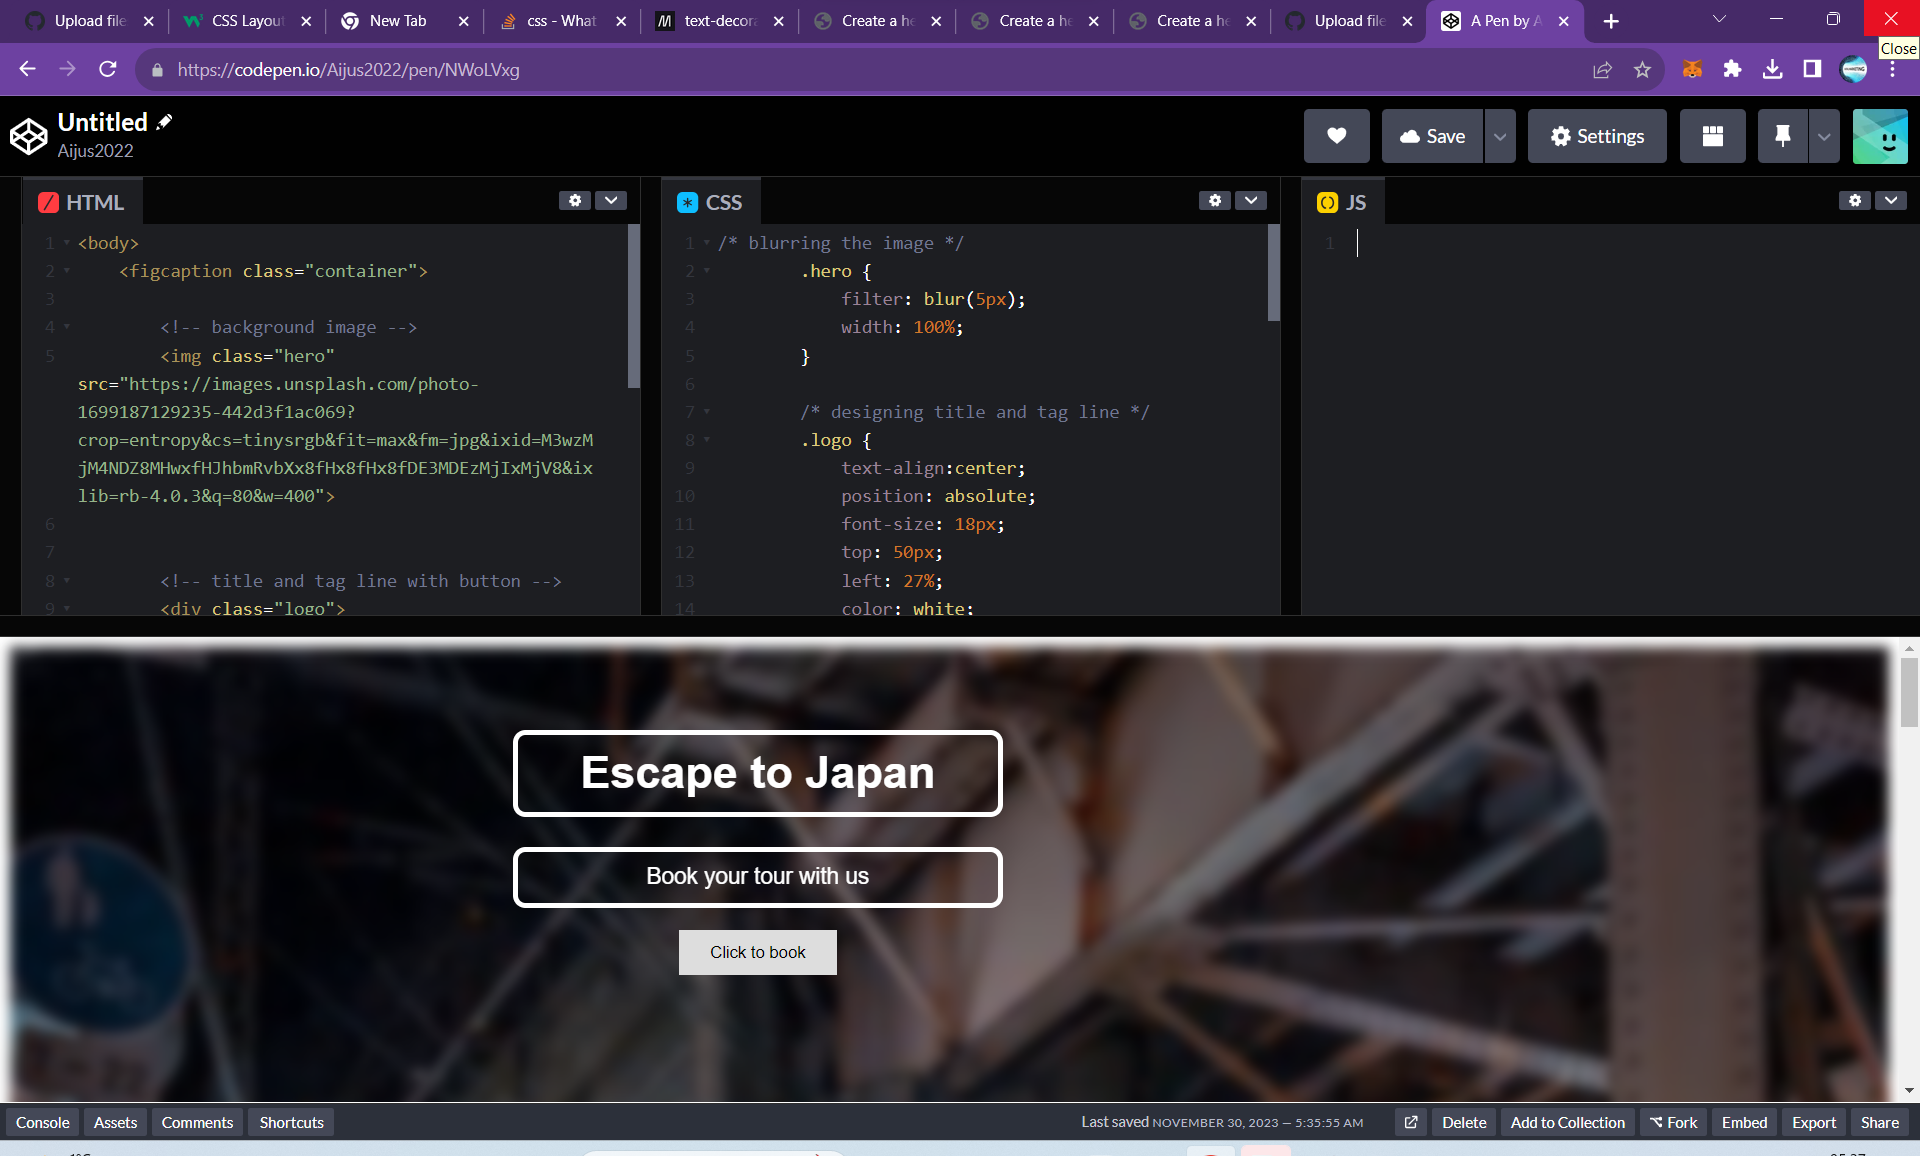 Upload file
CSS Layout
New Tab
css - What
text-decora
Create a he
Create a he
Create a he
Upload file
A Pen by A
Close
https://codepen.io/Aijus2022/pen/NWoLVxg
Untitled
Aijus2022
Save
Settings
HTML
CSS
JS
1 <body>
2 <figcaption class="container">
3
4 <!-- background image -->
5 <img class="hero"
src="https://images.unsplash.com/photo-
1699187129235-442d3f1ac069?
crop=entropy&cs=tinysrgb&fit=max&fm=jpg&ixid=M3wzM
jM4NDZ8MHwxfHJhbmRvbXx8fHx8fHx8fDE3MDEzMjIxMjV8&ix
lib=rb-4.0.3&q=80&w=400">
6
7
8 <!-- title and tag line with button -->
9 <div class="logo">
1 /* blurring the image */
2 .hero {
3 filter: blur(5px);
4 width: 100%;
5 }
6
7 /* designing title and tag line */
8 .logo {
9 text-align:center;
10 position: absolute;
11 font-size: 18px;
12 top: 50px;
13 left: 27%;
14 color: white;
1
Escape to Japan
Book your tour with us
Click to book
Console
Assets
Comments
Shortcuts
Last saved NOVEMBER 30, 2023 — 5:35:55 AM
Delete
Add to Collection
Fork
Embed
Export
Share